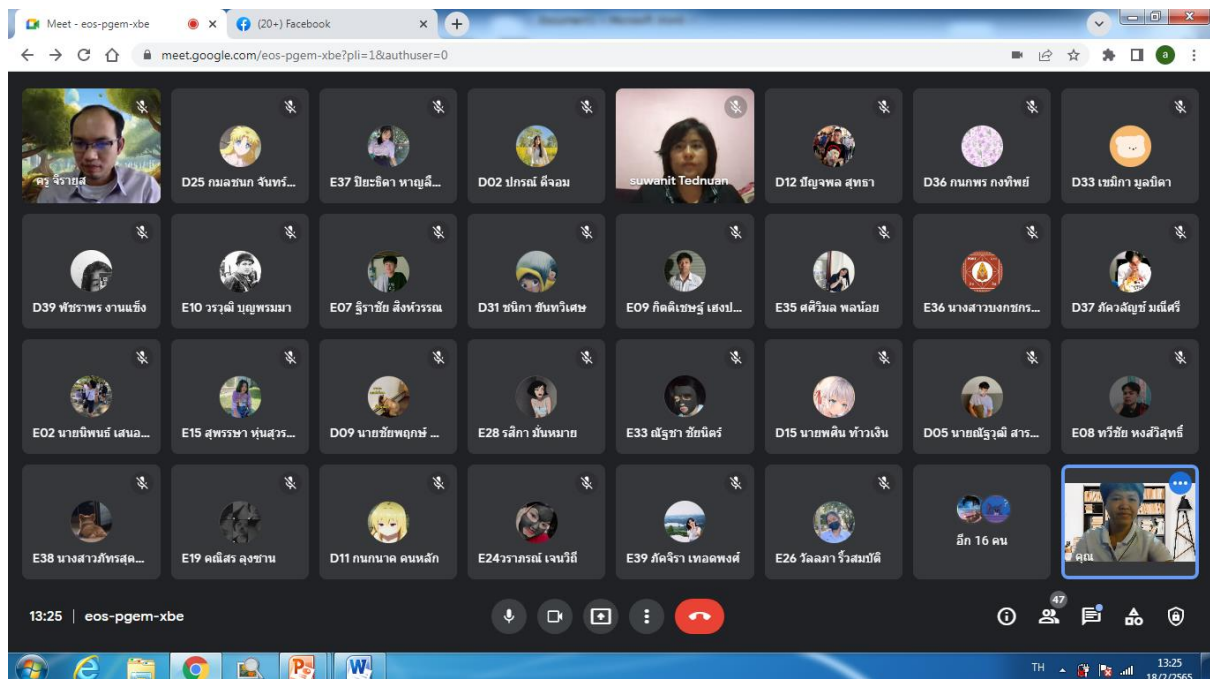 Meet - eos-pgem-xbe
(20+) Facebook
meet.google.com/eos-pgem-xbe?pli=1&authuser=0
a
ครู จิรายุส
D25 กมลชนก จันทร์...
E37 ปิยะธิดา หาญลื...
D02 ปกรณ์ ดีจอม
suwanit Tednuan
D12 ปัญจพล สุทธา
D36 กนกพร กงทิพย์
D33 เขมิกา มูลบิดา
D39 พัชราพร งานแข็ง
E10 วรวุฒิ บุญพรมมา
E07 ฐิราชัย สิงห์วรรณ
D31 ชนิกา ขันทวิเศษ
E09 กิตติเชษฐ์ เฮงป...
E35 ศศิวิมล พลน้อย
E36 นางสาวบงกชกร...
D37 ภัควลัญช์ มณีศรี
E02 นายนิพนธ์ เสนอ...
E15 สุพรรษา หุ่นสุวร...
D09 นายชัยพฤกษ์ ...
E28 รสิกา มั่นหมาย
E33 ณัฐชา ชัยนิตร์
D15 นายพศิน ท้าวเงิน
D05 นายณัฐวุฒิ สาร...
E08 ทวีชัย หงส์วิสุทธิ์
E38 นางสาวภัทรสุด...
E19 คณิสร ลุงซาน
D11 กนกนาค คนหลัก
E24วราภรณ์ เจนวิถี
E39 ภัคจิรา เทอดพงศ์
E26 วัลลภา ริ้วสมบัติ
อีก 16 คน
คุณ
13:25 | eos-pgem-xbe
47
TH
13:25
18/2/2565